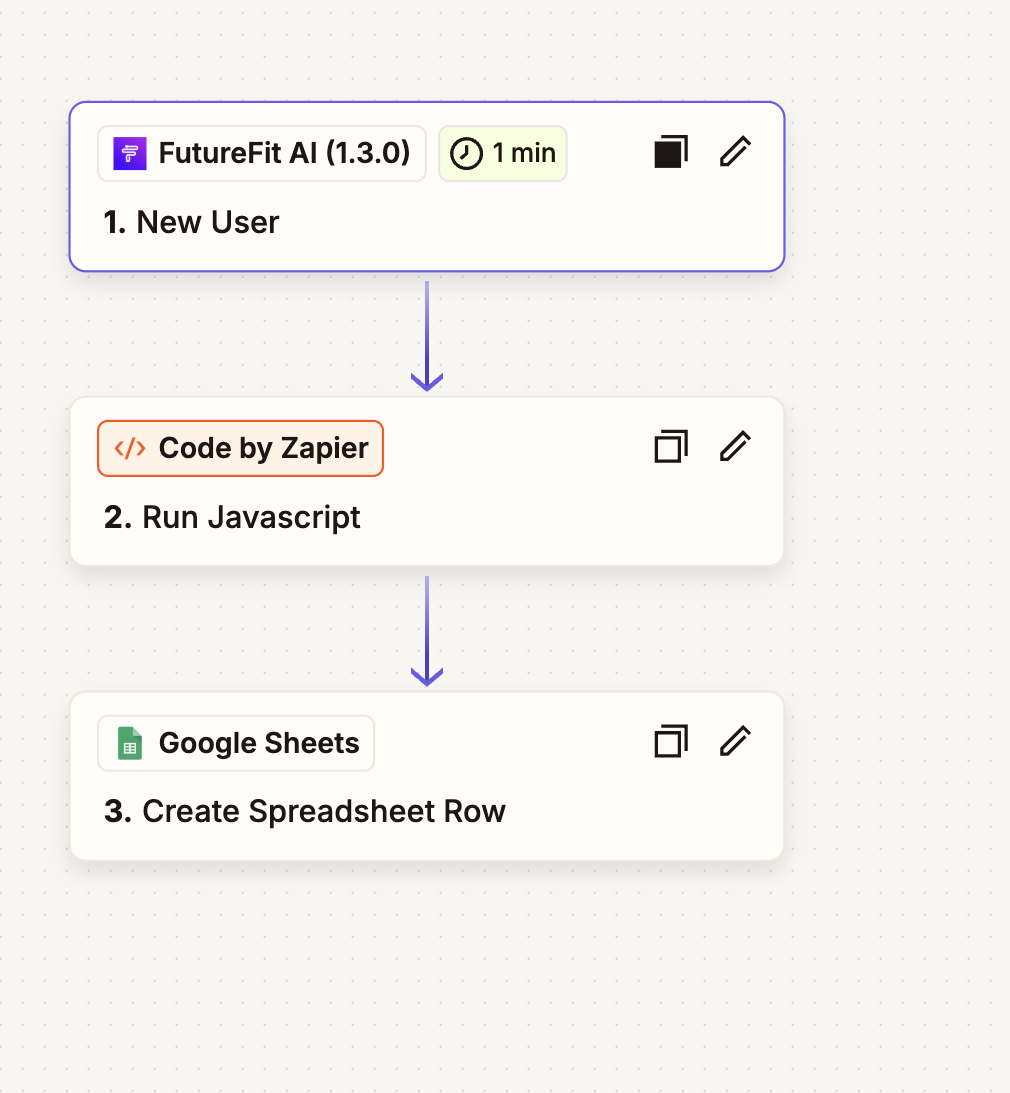 FutureFit AI (1.3.0) 1 min
1. New User
Code by Zapier
2. Run Javascript
Google Sheets
3. Create Spreadsheet Row